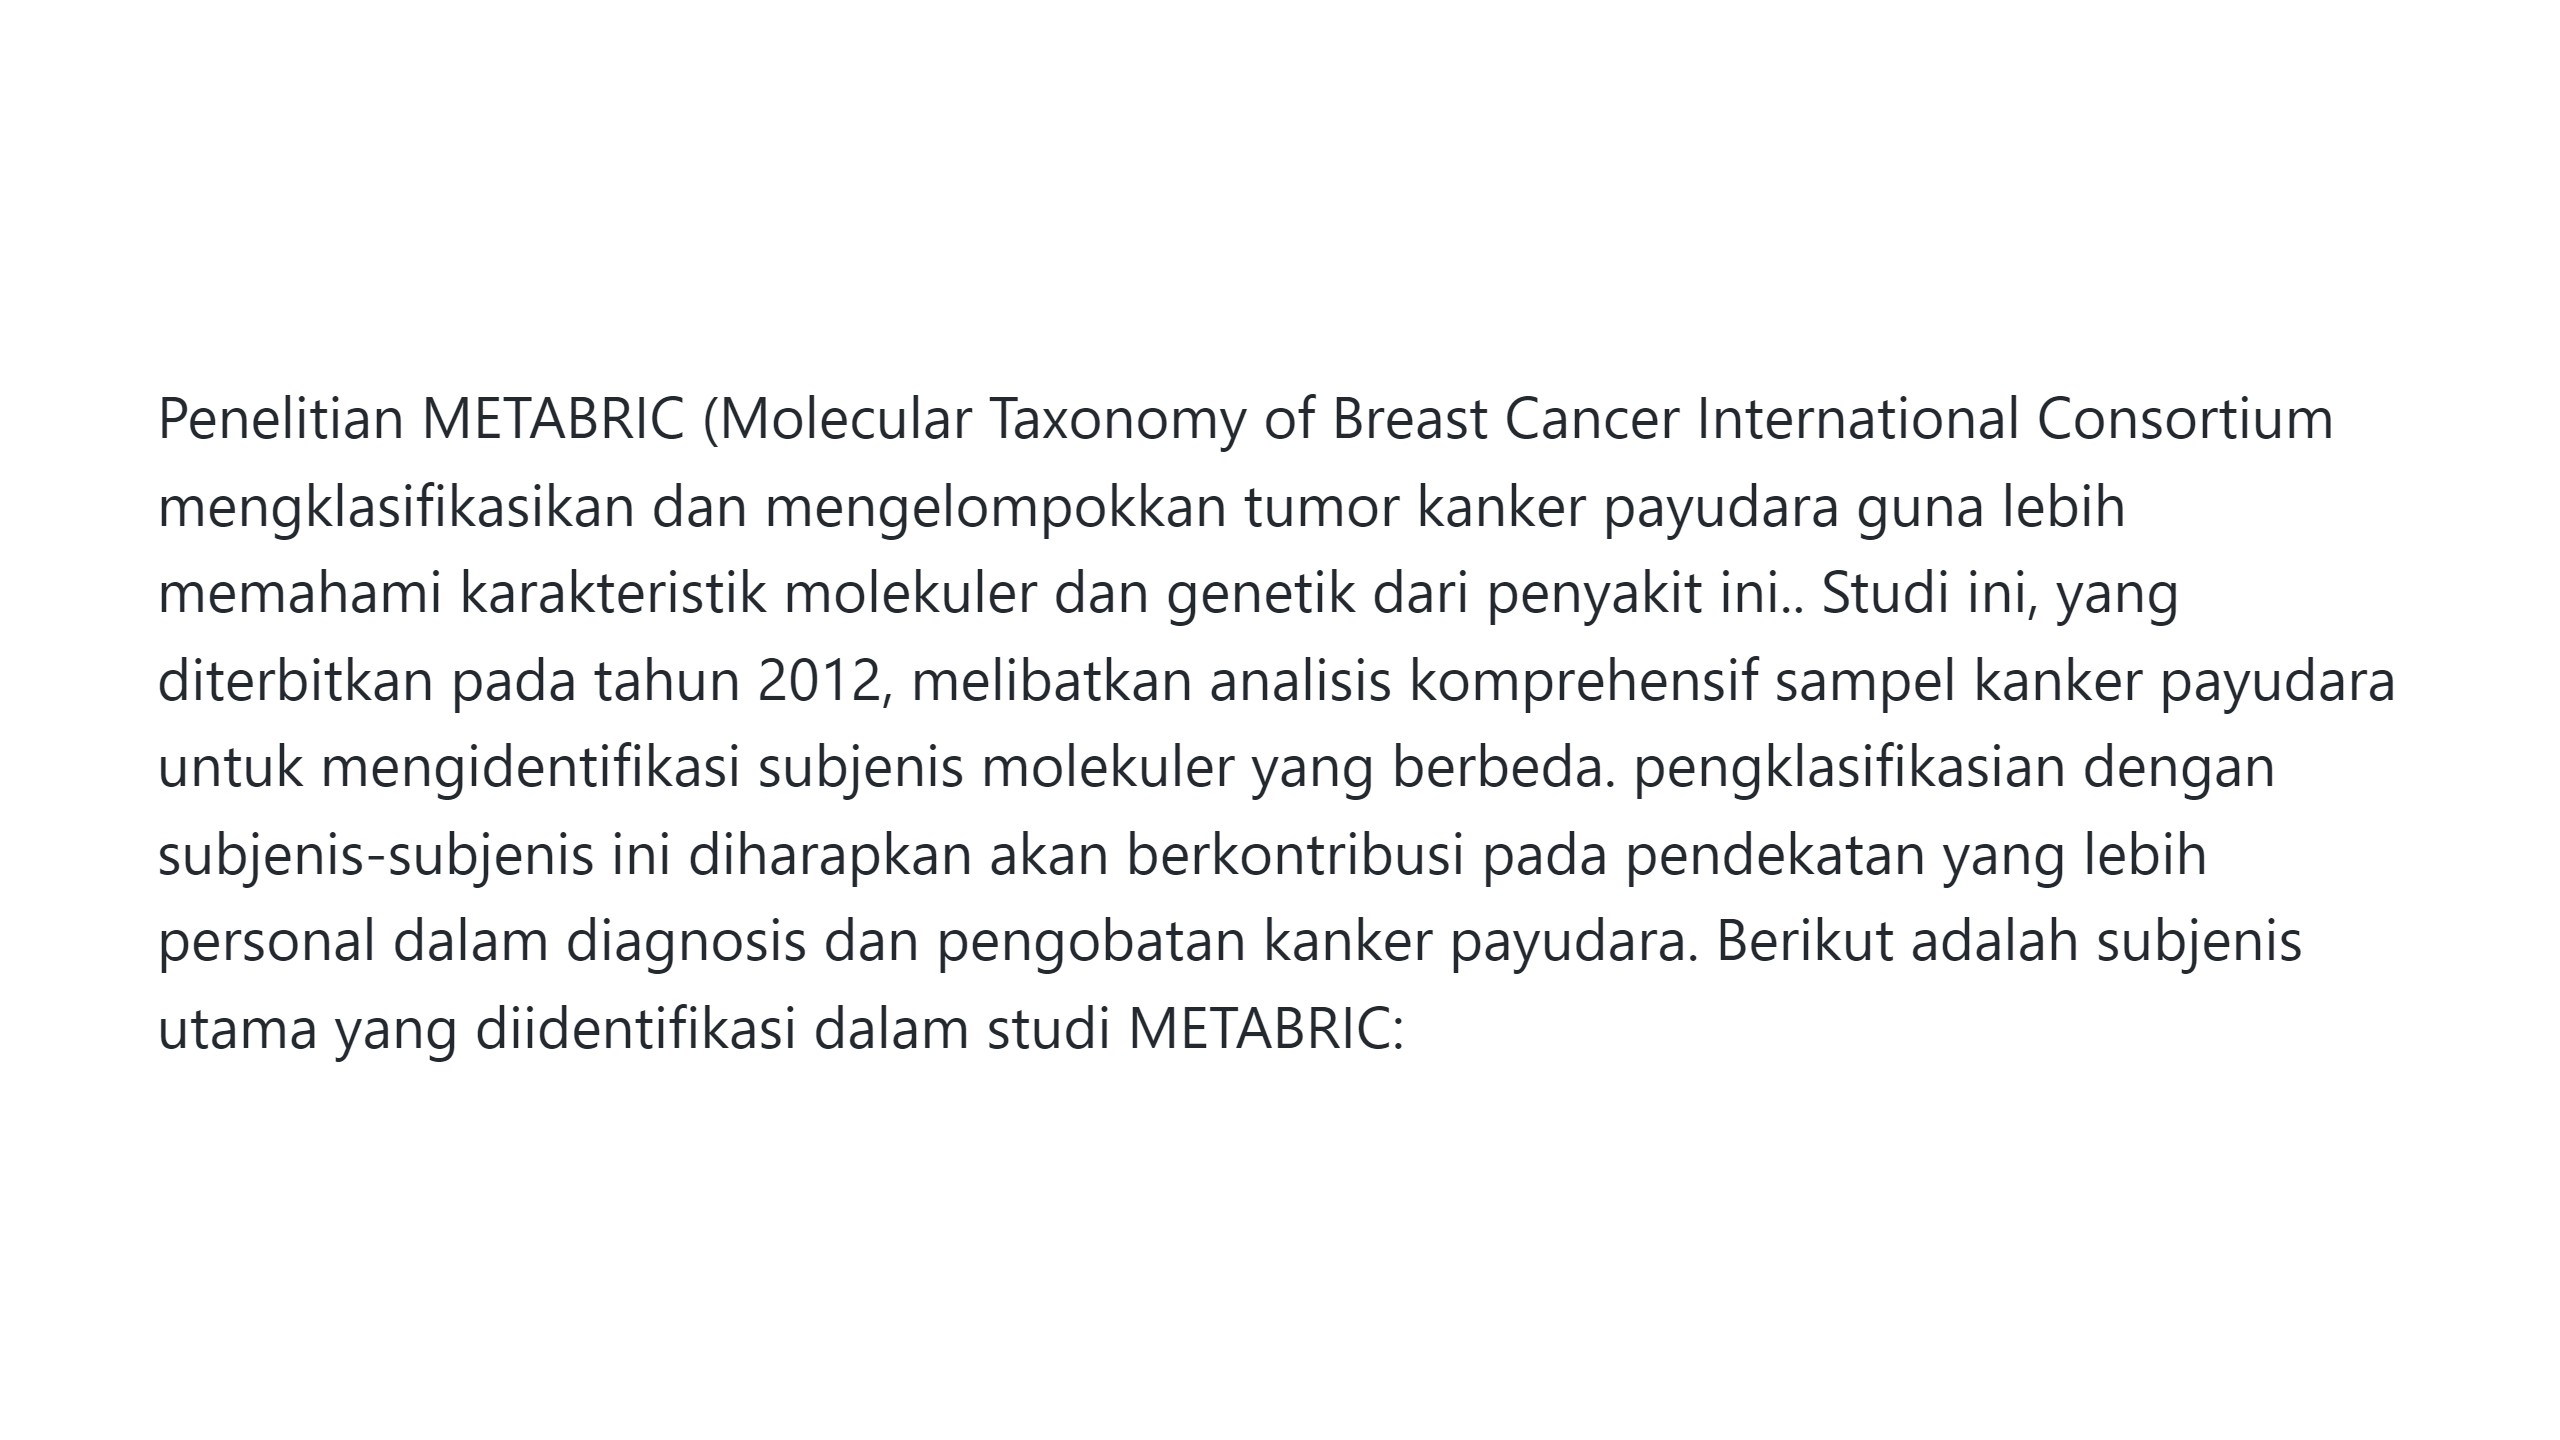 Penelitian METABRIC (Molecular Taxonomy of Breast Cancer International Consortium
mengklasifikasikan dan mengelompokkan tumor kanker payudara guna lebih
memahami karakteristik molekuler dan genetik dari penyakit ini.. Studi ini, yang
diterbitkan pada tahun 2012, melibatkan analisis komprehensif sampel kanker payudara
untuk mengidentifikasi subjenis molekuler yang berbeda. pengklasifikasian dengan
subjenis-subjenis ini diharapkan akan berkontribusi pada pendekatan yang lebih
personal dalam diagnosis dan pengobatan kanker payudara. Berikut adalah subjenis
utama yang diidentifikasi dalam studi METABRIC: